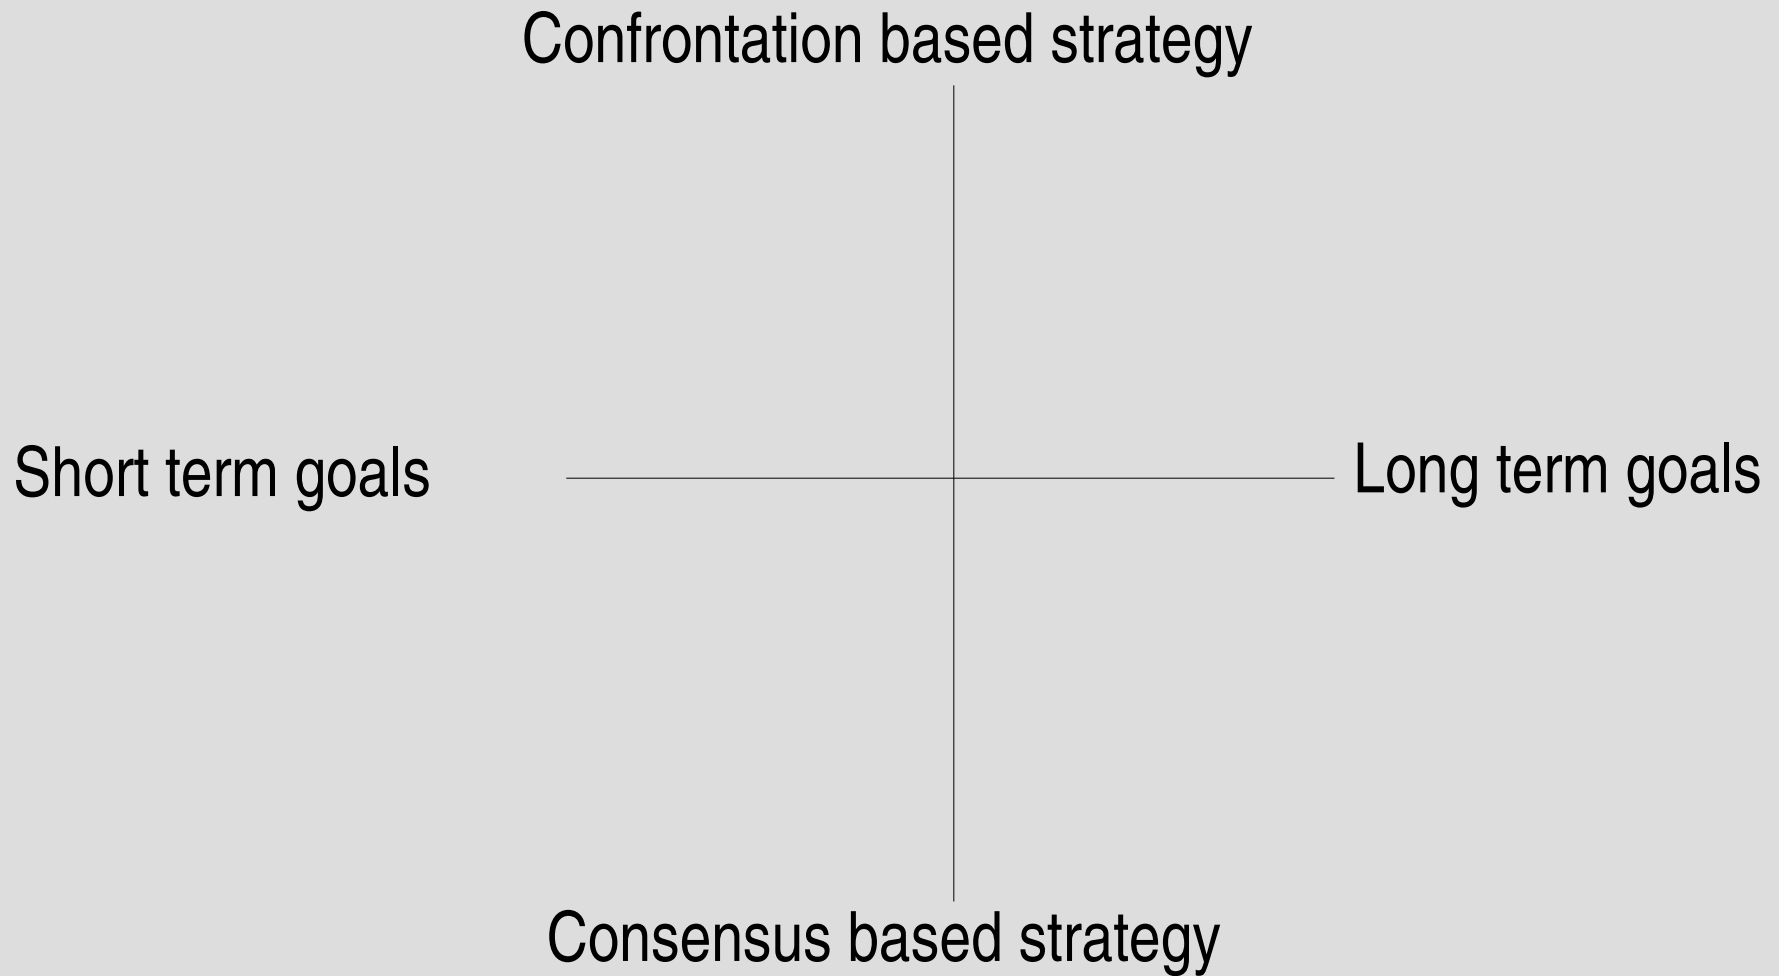 Confrontation based strategy
Short term goals
Long term goals
Consensus based strategy